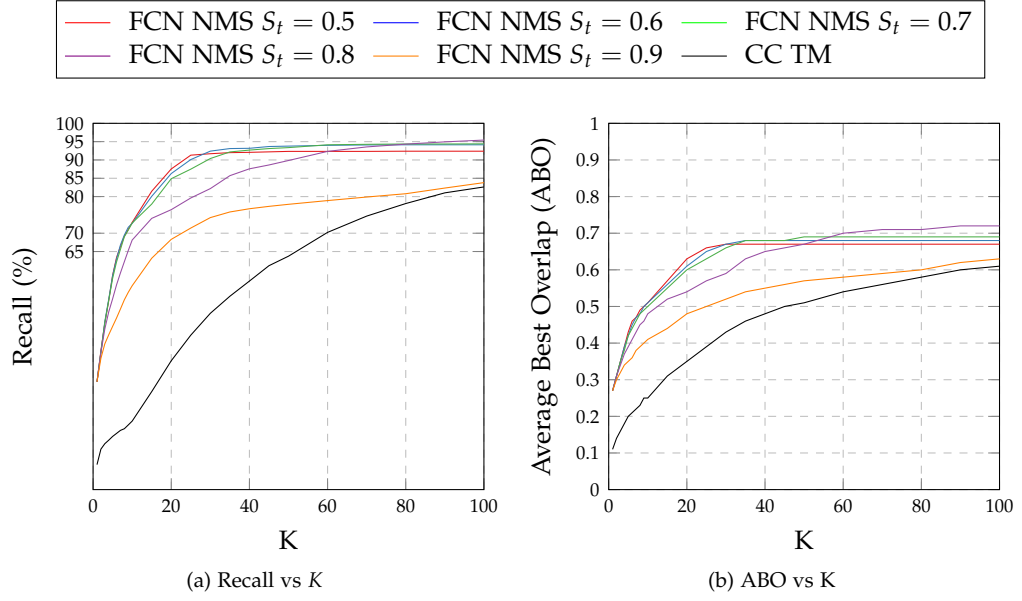 FCN NMS S_t = 0.5 FCN NMS S_t = 0.6 FCN NMS S_t = 0.7
FCN NMS S_t = 0.8 FCN NMS S_t = 0.9 CC TM
100
95
90
85
80
70
65
Recall (%)
0 20 40 60 80 100
K
(a) Recall vs K
1
0.9
0.8
0.7
0.6
0.5
0.4
0.3
0.2
0.1
0
Average Best Overlap (ABO)
0 20 40 60 80 100
K
(b) ABO vs K